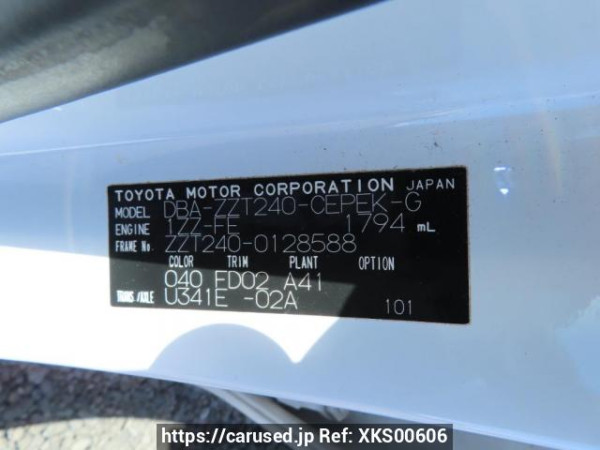 TOYOTA MOTOR CORPORATION JAPAN
MODEL DBA-ZZT240-CEPEK-G
ENGINE 1ZZ-FE 1794 mL
FRAME No. ZZT240-0128588
COLOR TRIM PLANT OPTION
040 FD02 A41
TRANS/AXLE U341E -02A
101
https://carused.jp Ref: XKS00606